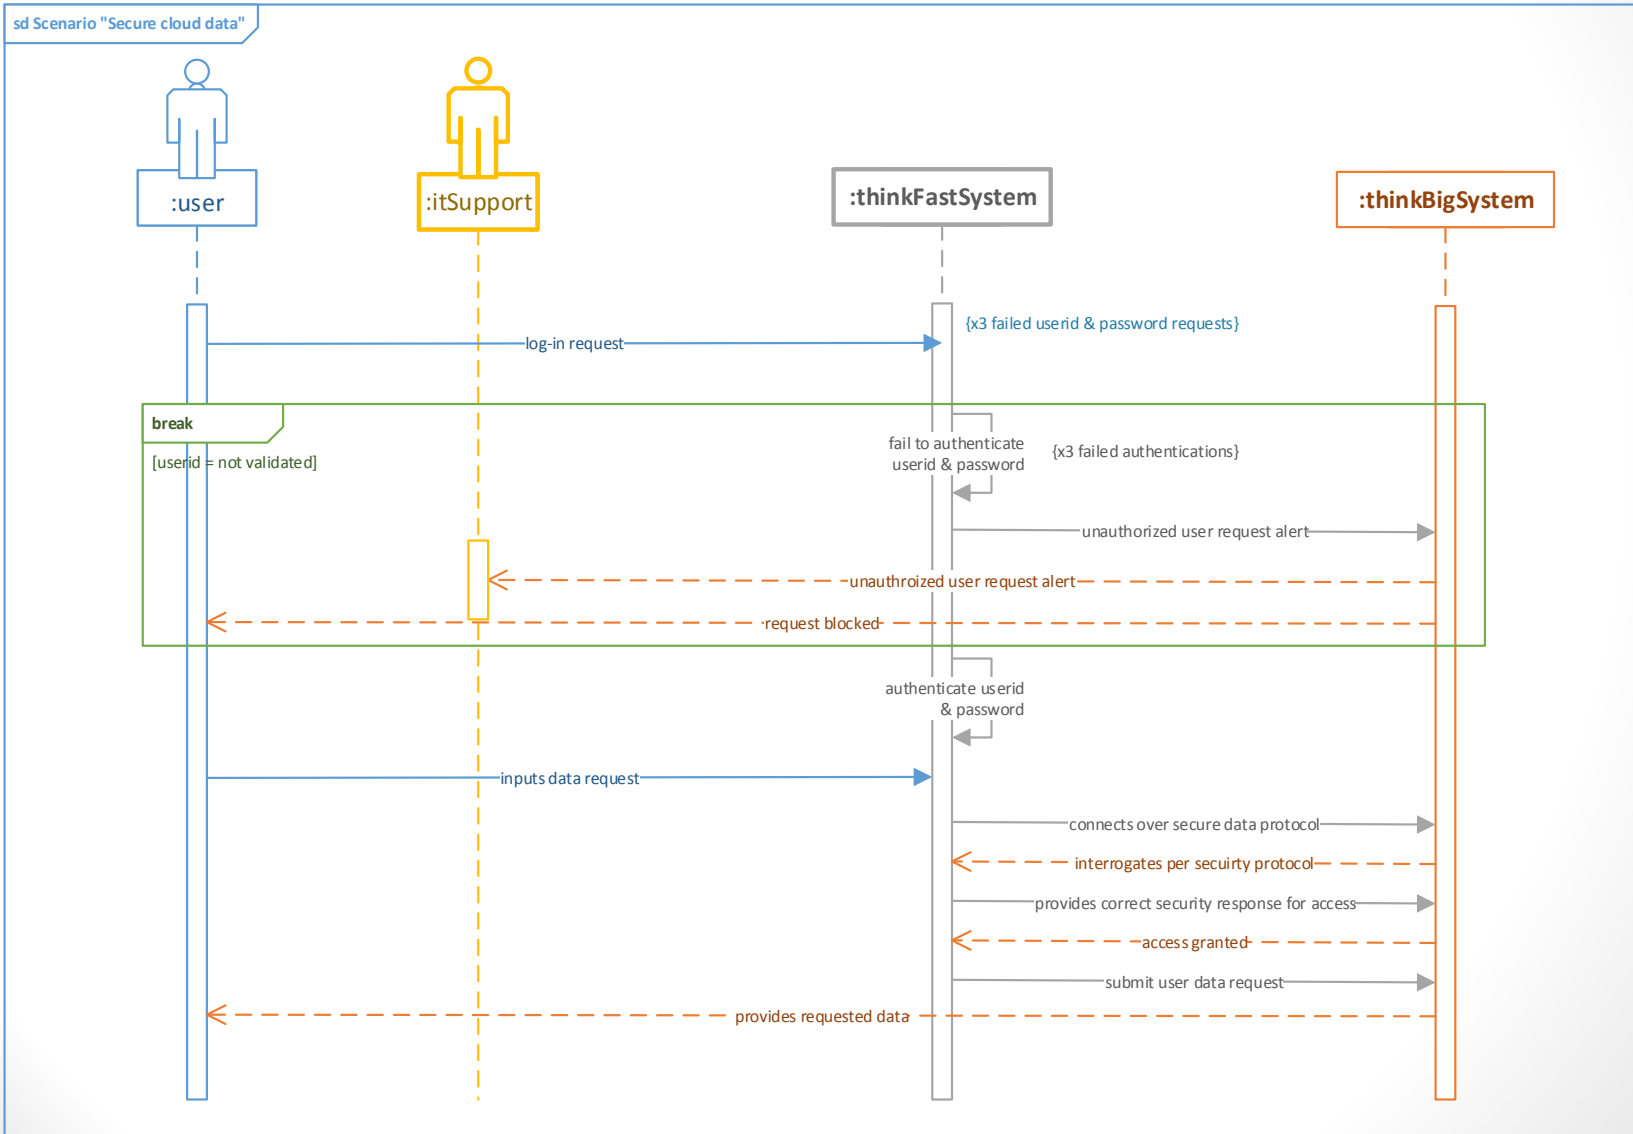 sd Scenario "Secure cloud data"
:user
:itSupport
:thinkFastSystem
:thinkBigSystem
{x3 failed userid & password requests}
log-in request
break
[userid = not validated]
fail to authenticate
userid & password
{x3 failed authentications}
unauthorized user request alert
unauthroized user request alert
request blocked
authenticate userid
& password
inputs data request
connects over secure data protocol
interrogates per secuirty protocol
provides correct security response for access
access granted
submit user data request
provides requested data